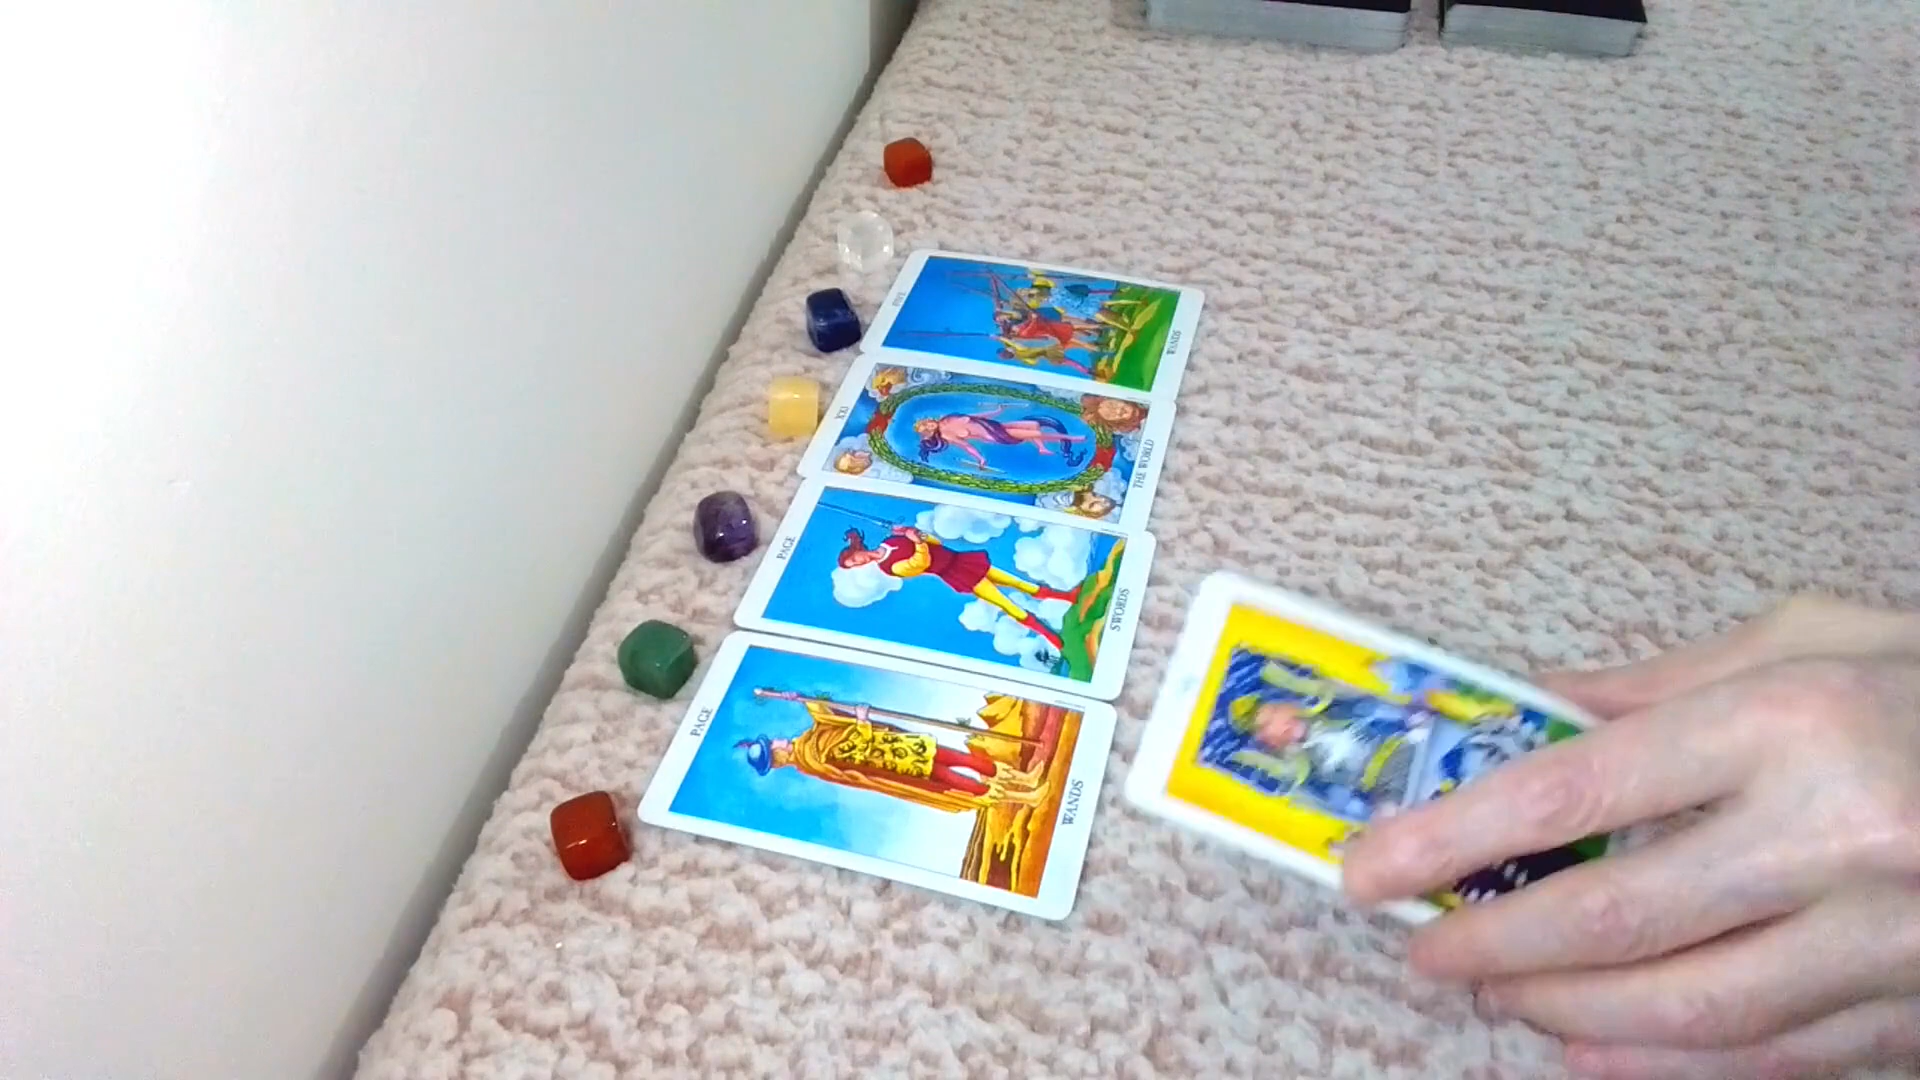 FIVE
WANDS
XXI
THE WORLD
PAGE
SWORDS
PAGE
WANDS